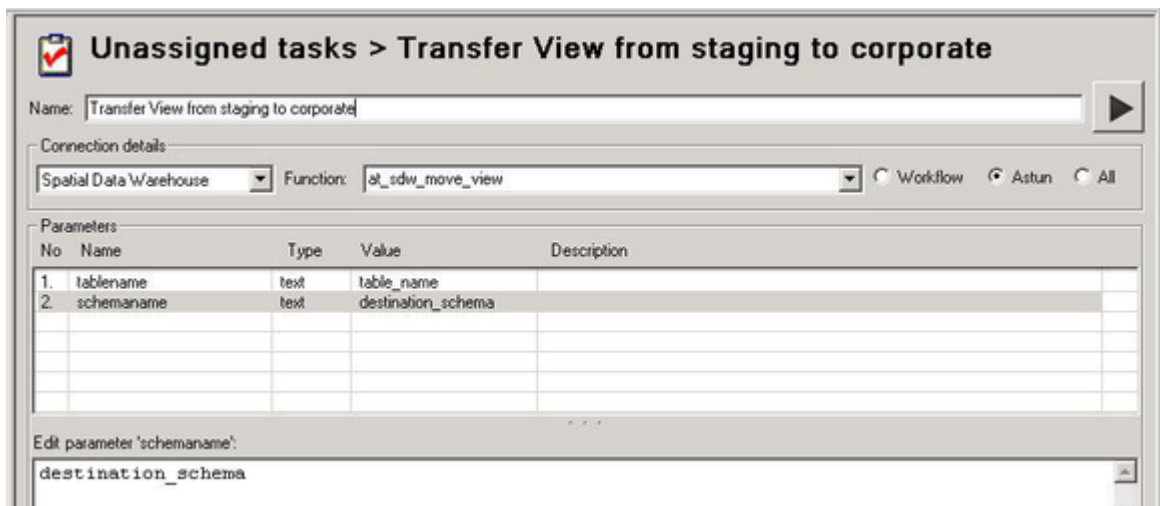 Unassigned tasks > Transfer View from staging to corporate
Name: Transfer View from staging to corporate
Connection details
Spatial Data Warehouse Function: at_sdw_move_view Workflow Astun All
Parameters
No Name Type Value Description
1. tablename text table_name
2. schemaname text destination_schema
Edit parameter 'schemaname':
destination_schema